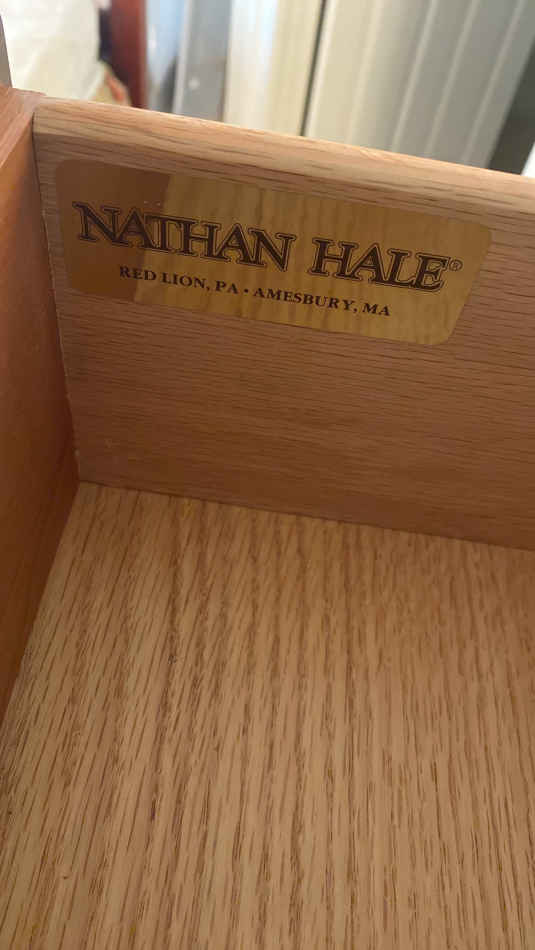 NATHAN HALE®
RED LION, PA • AMESBURY, MA